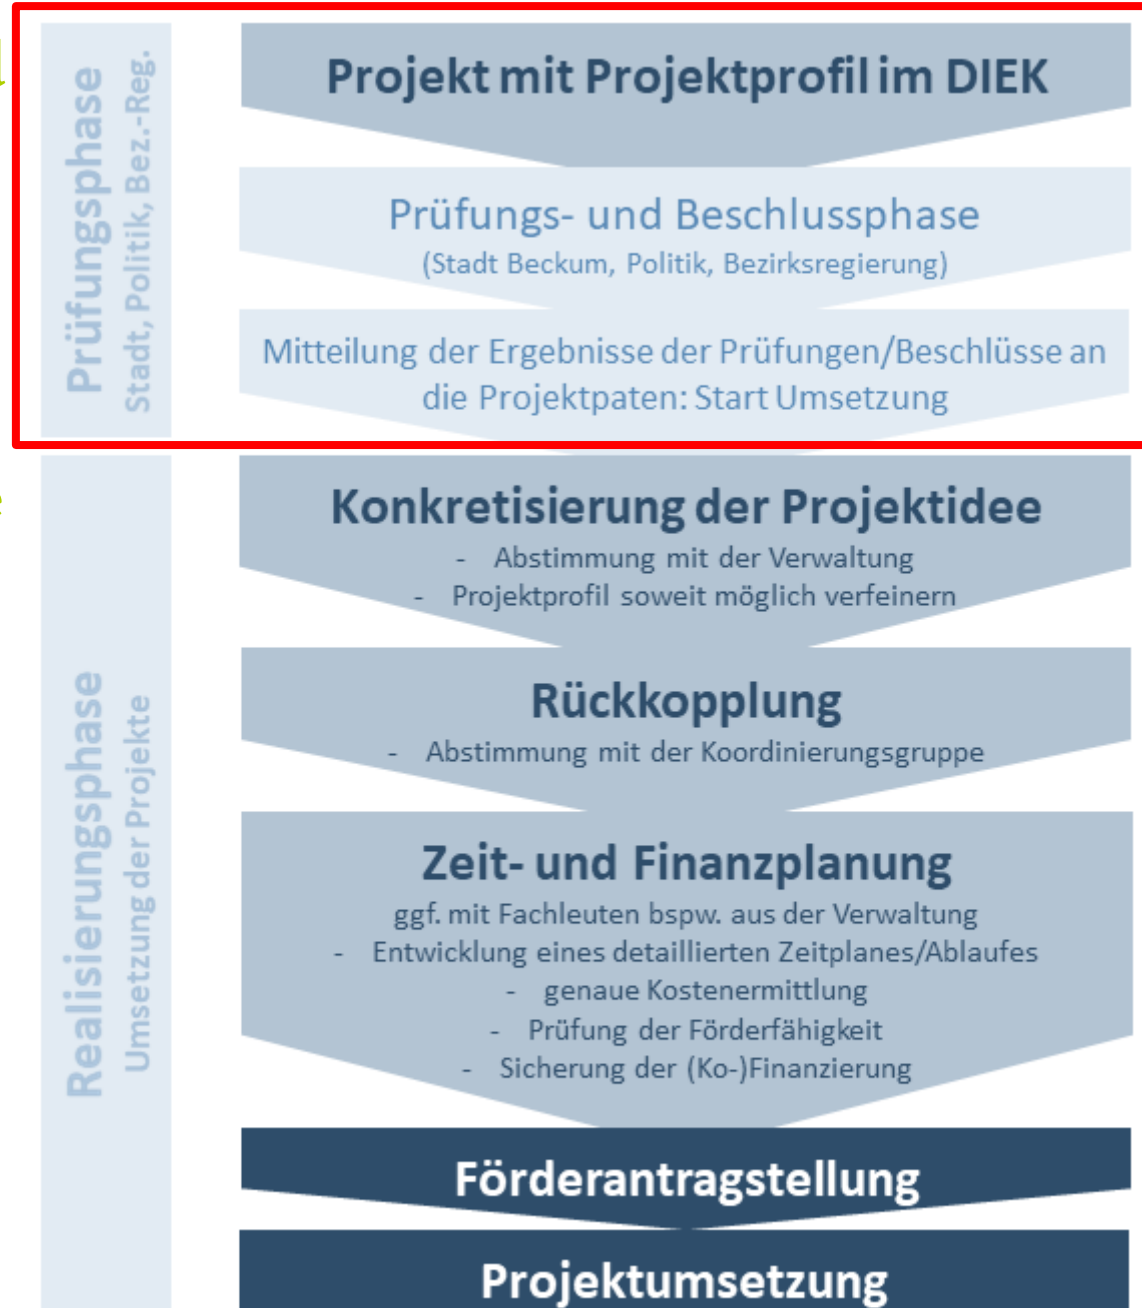 Prüfungsphase
Stadt, Politik, Bez.-Reg.
Projekt mit Projektprofil im DIEK
Prüfungs- und Beschlussphase
(Stadt Beckum, Politik, Bezirksregierung)
Mitteilung der Ergebnisse der Prüfungen/Beschlüsse an
die Projektpaten: Start Umsetzung
Realisierungsphase
Umsetzung der Projekte
Konkretisierung der Projektidee
- Abstimmung mit der Verwaltung
- Projektprofil soweit möglich verfeinern
Rückkopplung
- Abstimmung mit der Koordinierungsgruppe
Zeit- und Finanzplanung
ggf. mit Fachleuten bspw. aus der Verwaltung
- Entwicklung eines detaillierten Zeitplanes/Ablaufes
- genaue Kostenermittlung
- Prüfung der Förderfähigkeit
- Sicherung der (Ko-)Finanzierung
Förderantragstellung
Projektumsetzung